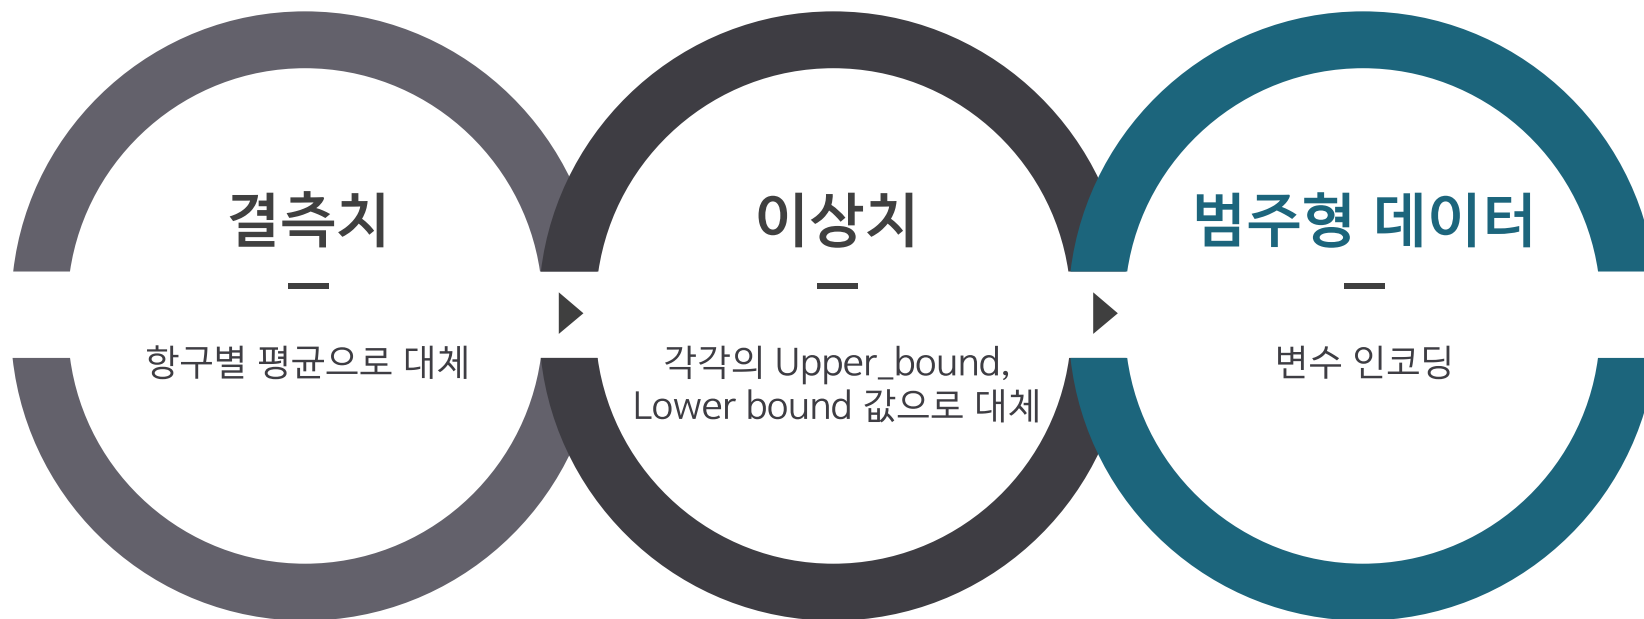 결측치
항구별 평균으로 대체
이상치
각각의 Upper_bound,
Lower bound 값으로 대체
범주형 데이터
변수 인코딩